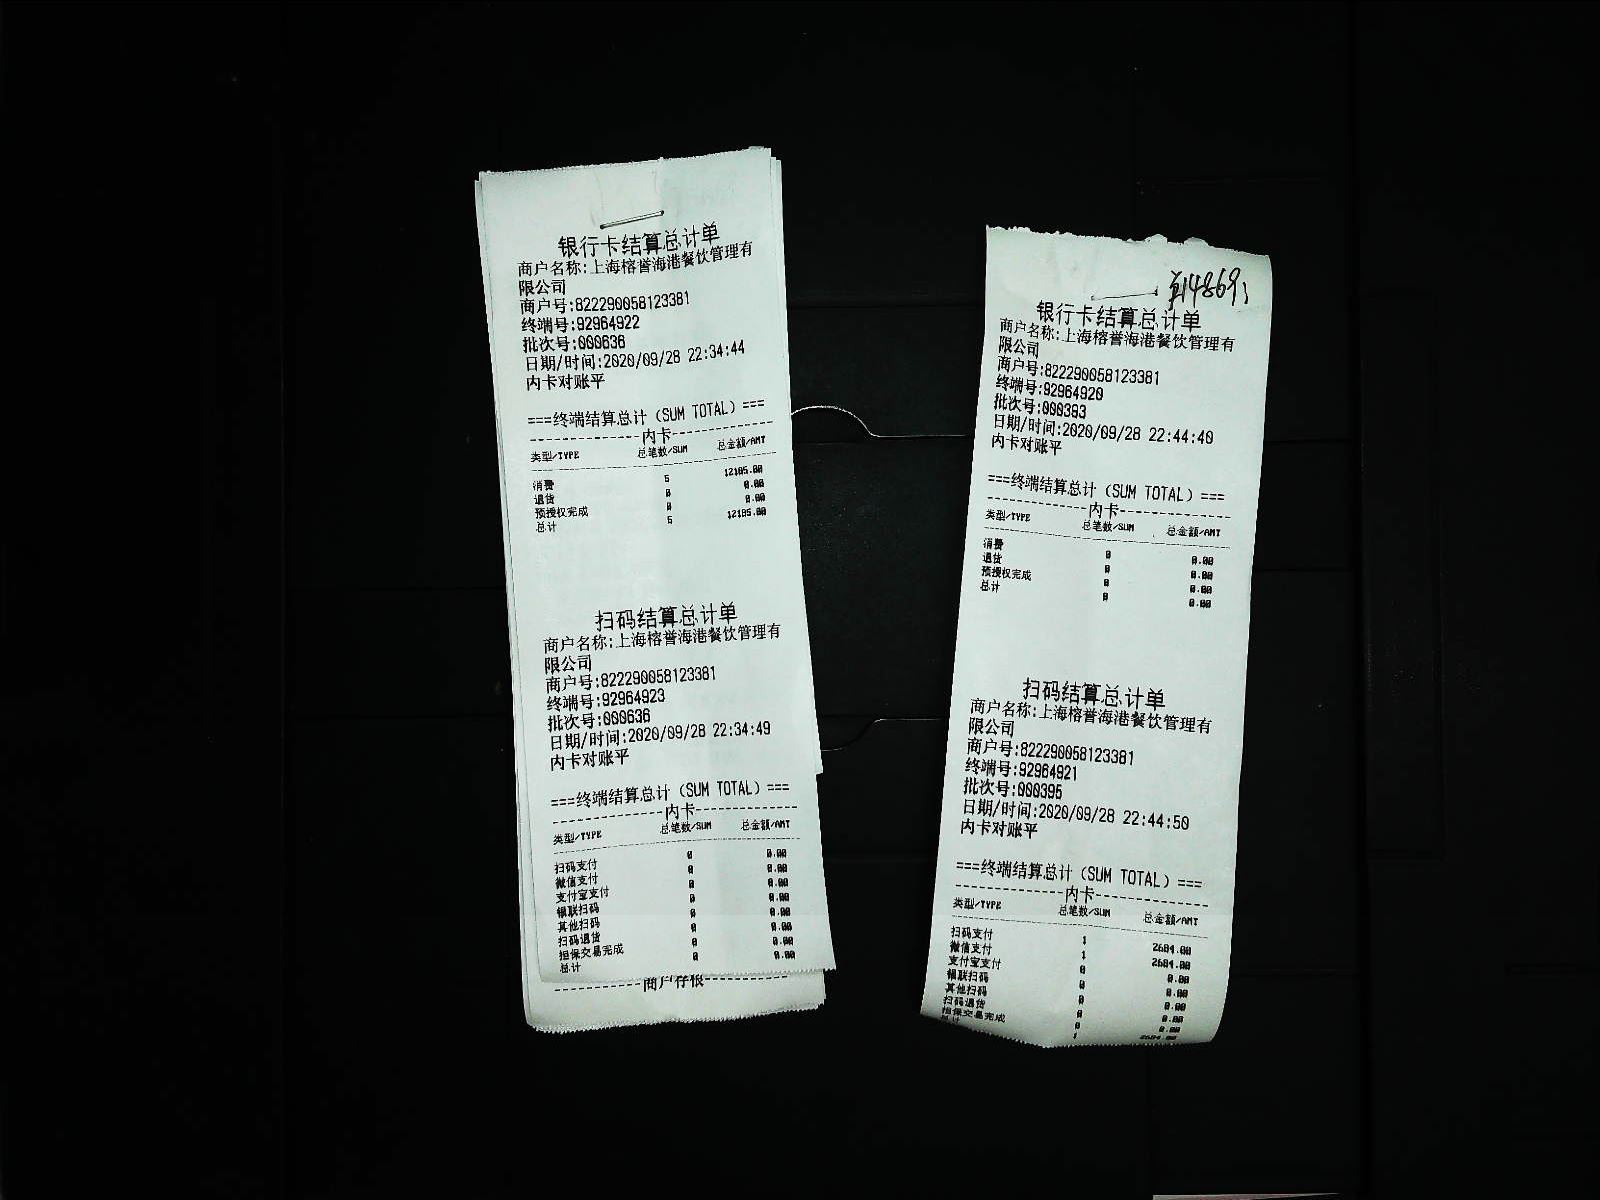 银行卡结算总计单
商户名称:上海榕誉海港餐饮管理有
限公司
商户号:822290058123381
终端号:92964922
批次号:000636
日期/时间:2020/09/28 22:34:44
内卡对账平
===终端结算总计(SUM TOTAL)===
内卡
类型/TYPE 总笔数/SUM 总金额/AMT
消费 5 12185.00
退货 0 0.00
预授权完成 0 0.00
总计 5 12185.00
扫码结算总计单
商户名称:上海榕誉海港餐饮管理有
限公司
商户号:822290058123381
终端号:92964923
批次号:000636
日期/时间:2020/09/28 22:34:49
内卡对账平
===终端结算总计(SUM TOTAL)===
内卡
类型/TYPE 总笔数/SUM 总金额/AMT
扫码支付 0 0.00
微信支付 0 0.00
支付宝支付 0 0.00
银联扫码 0 0.00
其他扫码 0 0.00
扫码退货 0 0.00
担保交易完成 0 0.00
总计 0 0.00
商户存根
¥14869
银行卡结算总计单
商户名称:上海榕誉海港餐饮管理有
限公司
商户号:822290058123381
终端号:92964920
批次号:000393
日期/时间:2020/09/28 22:44:40
内卡对账平
===终端结算总计(SUM TOTAL)===
内卡
类型/TYPE 总笔数/SUM 总金额/AMT
消费 0 0.00
退货 0 0.00
预授权完成 0 0.00
总计 0 0.00
扫码结算总计单
商户名称:上海榕誉海港餐饮管理有
限公司
商户号:822290058123381
终端号:92964921
批次号:000395
日期/时间:2020/09/28 22:44:50
内卡对账平
===终端结算总计(SUM TOTAL)===
内卡
类型/TYPE 总笔数/SUM 总金额/AMT
扫码支付 1 2684.00
微信支付 1 2684.00
支付宝支付 0 0.00
银联扫码 0 0.00
其他扫码 0 0.00
扫码退货 0 0.00
担保交易完成 0 0.00
总计 1 2684.00